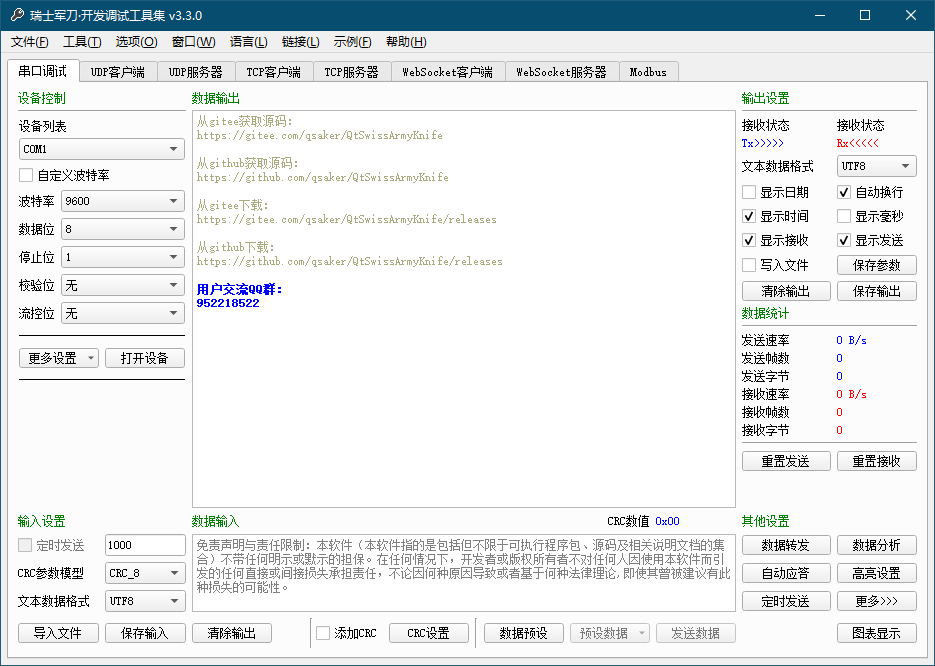 瑞士军刀·开发调试工具集 v3.3.0
文件(F) 工具(T) 选项(O) 窗口(W) 语言(L) 链接(L) 示例(F) 帮助(H)
串口调试 UDP客户端 UDP服务器 TCP客户端 TCP服务器 WebSocket客户端 WebSocket服务器 Modbus
设备控制
设备列表
COM1
自定义波特率
波特率 9600
数据位 8
停止位 1
校验位 无
流控位 无
更多设置 打开设备
数据输出
从gitee获取源码:
https://gitee.com/qsaker/QtSwissArmyKnife
从github获取源码:
https://github.com/qsaker/QtSwissArmyKnife
从gitee下载:
https://gitee.com/qsaker/QtSwissArmyKnife/releases
从github下载:
https://github.com/qsaker/QtSwissArmyKnife/releases
用户交流QQ群:
952218522
输出设置
接收状态 接收状态
Tx>>>>> Rx<<<<<
文本数据格式 UTF8
显示日期 自动换行
显示时间 显示毫秒
显示接收 显示发送
写入文件 保存参数
清除输出 保存输出
数据统计
发送速率 0 B/s
发送帧数 0
发送字节 0
接收速率 0 B/s
接收帧数 0
接收字节 0
重置发送 重置接收
输入设置
定时发送 1000
CRC参数模型 CRC_8
文本数据格式 UTF8
导入文件 保存输入 清除输出
数据输入 CRC数值 0x00
免责声明与责任限制：本软件（本软件指的是包括但不限于可执行程序包、源码及相关说明文档的集
合）不带任何明示或默示的担保。在任何情况下，开发者或版权所有者不对任何人因使用本软件而引
发的任何直接或间接损失承担责任，不论因何种原因导致或者基于何种法律理论,即使其曾被建议有此
种损失的可能性。
添加CRC CRC设置 数据预设 预设数据 发送数据
其他设置
数据转发 数据分析
自动应答 高亮设置
定时发送 更多>>>
图表显示